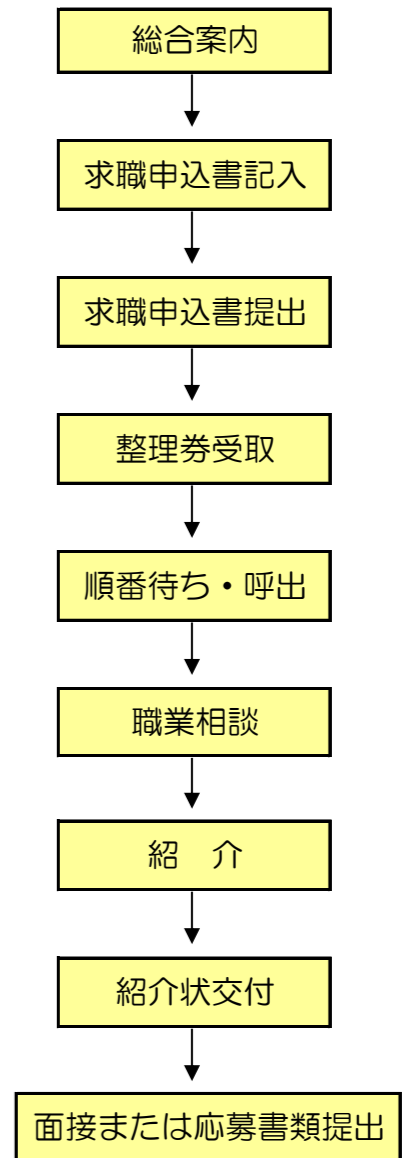 総合案内
求職申込書記入
求職申込書提出
整理券受取
順番待ち・呼出
職業相談
紹　介
紹介状交付
面接または応募書類提出